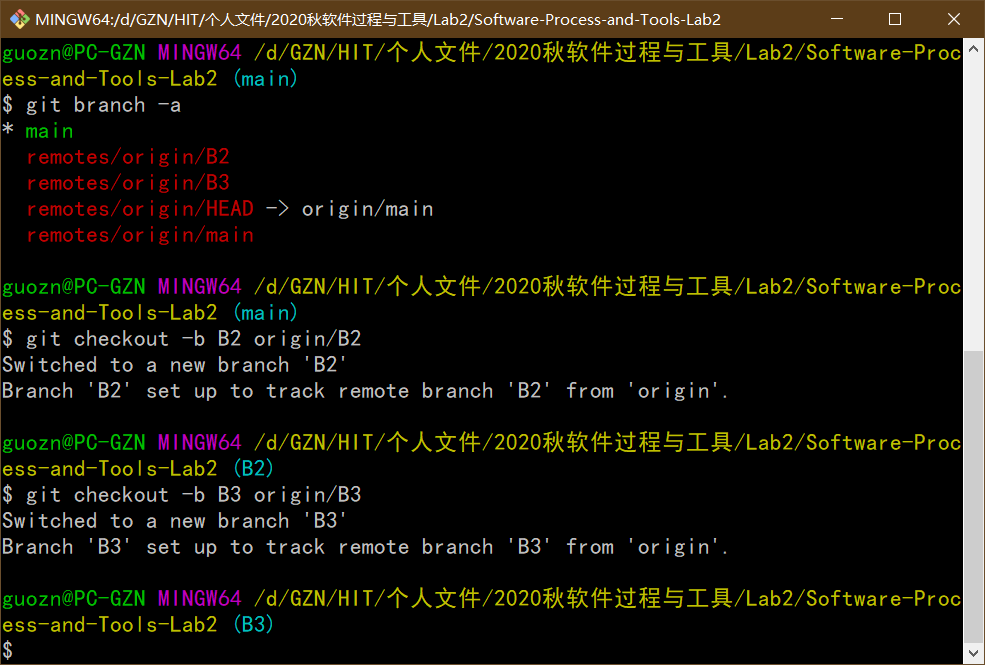 MINGW64:/d/GZN/HIT/个人文件/2020秋软件过程与工具/Lab2/Software-Process-and-Tools-Lab2
guozn@PC-GZN MINGW64 /d/GZN/HIT/个人文件/2020秋软件过程与工具/Lab2/Software-Proc
ess-and-Tools-Lab2 (main)
$ git branch -a
* main
  remotes/origin/B2
  remotes/origin/B3
  remotes/origin/HEAD -> origin/main
  remotes/origin/main
guozn@PC-GZN MINGW64 /d/GZN/HIT/个人文件/2020秋软件过程与工具/Lab2/Software-Proc
ess-and-Tools-Lab2 (main)
$ git checkout -b B2 origin/B2
Switched to a new branch 'B2'
Branch 'B2' set up to track remote branch 'B2' from 'origin'.
guozn@PC-GZN MINGW64 /d/GZN/HIT/个人文件/2020秋软件过程与工具/Lab2/Software-Proc
ess-and-Tools-Lab2 (B2)
$ git checkout -b B3 origin/B3
Switched to a new branch 'B3'
Branch 'B3' set up to track remote branch 'B3' from 'origin'.
guozn@PC-GZN MINGW64 /d/GZN/HIT/个人文件/2020秋软件过程与工具/Lab2/Software-Proc
ess-and-Tools-Lab2 (B3)
$